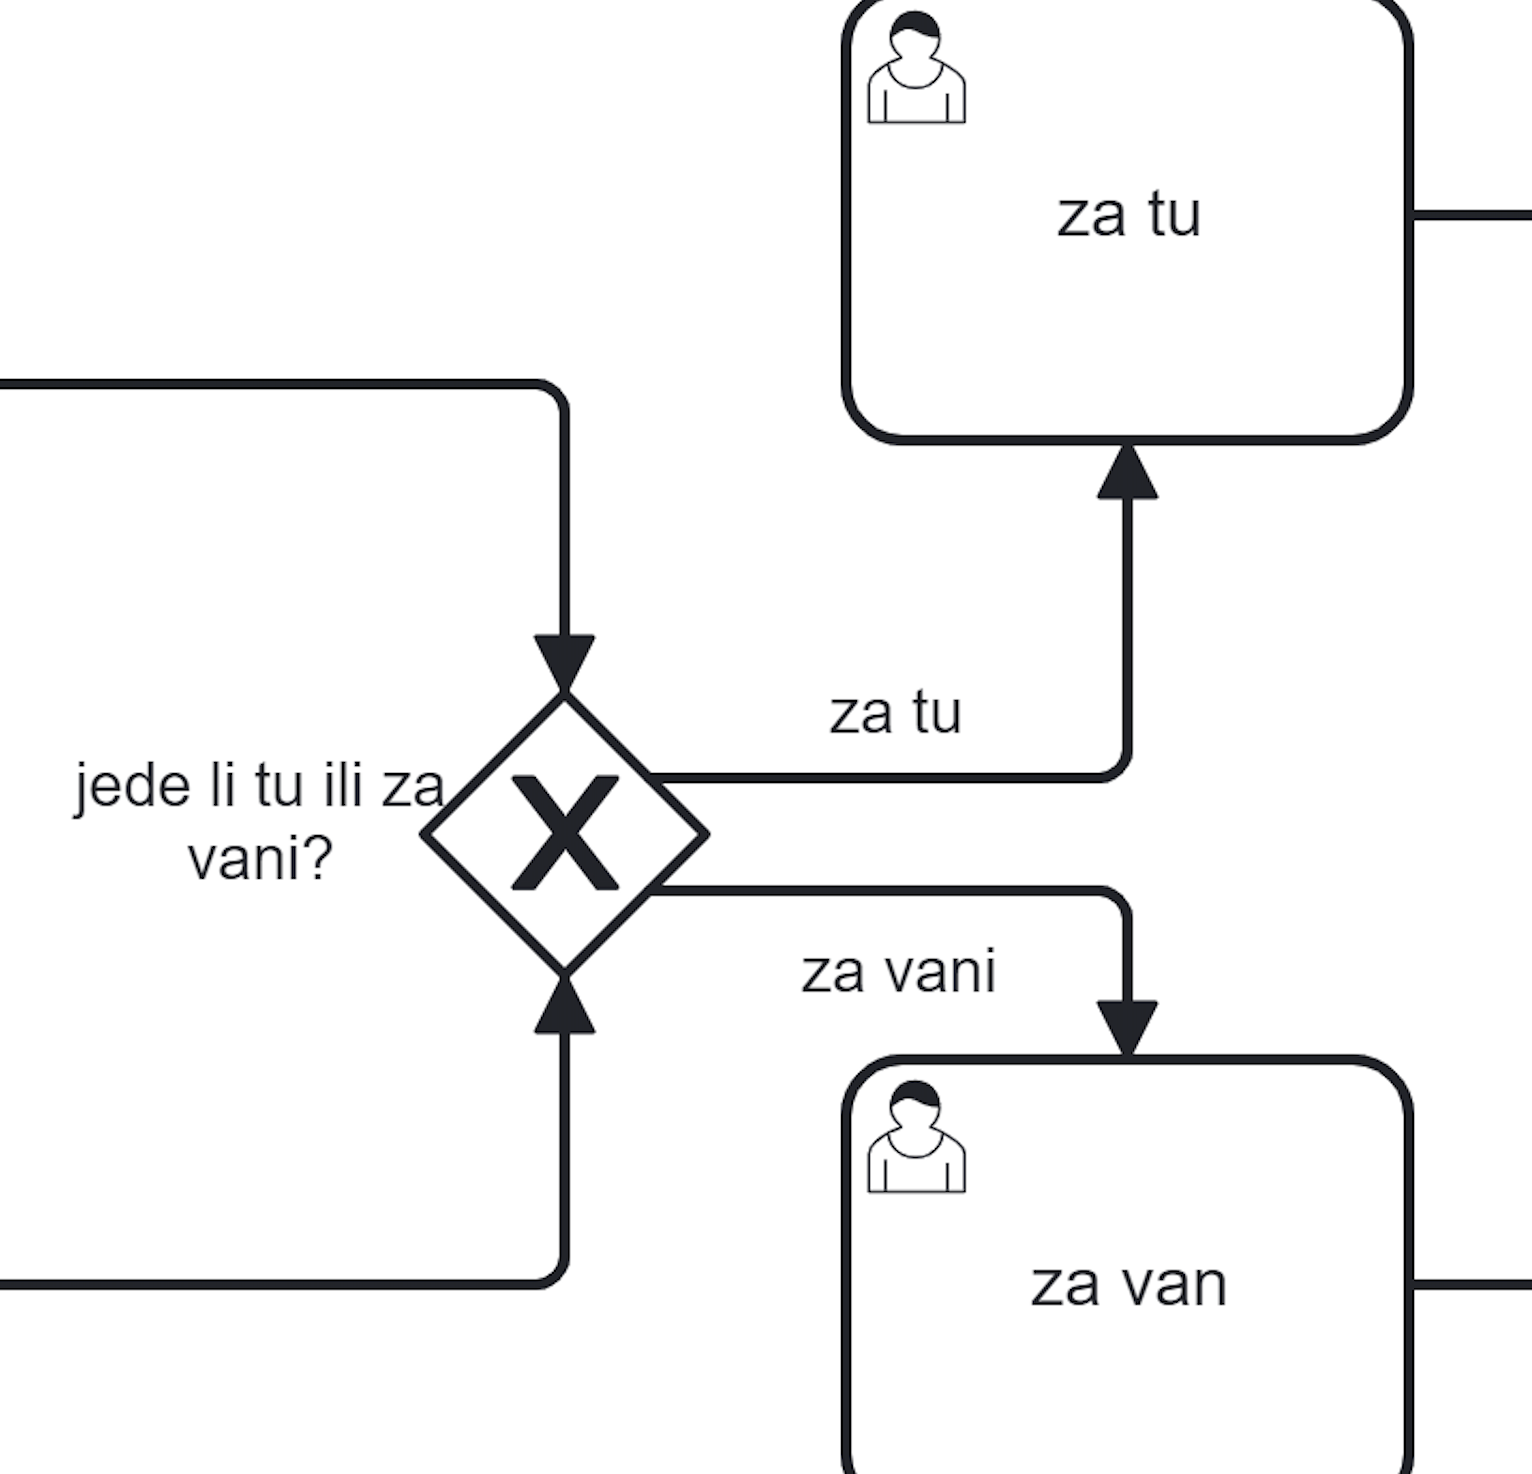 za tu
za tu
jede li tu ili za
vani?
za vani
za van